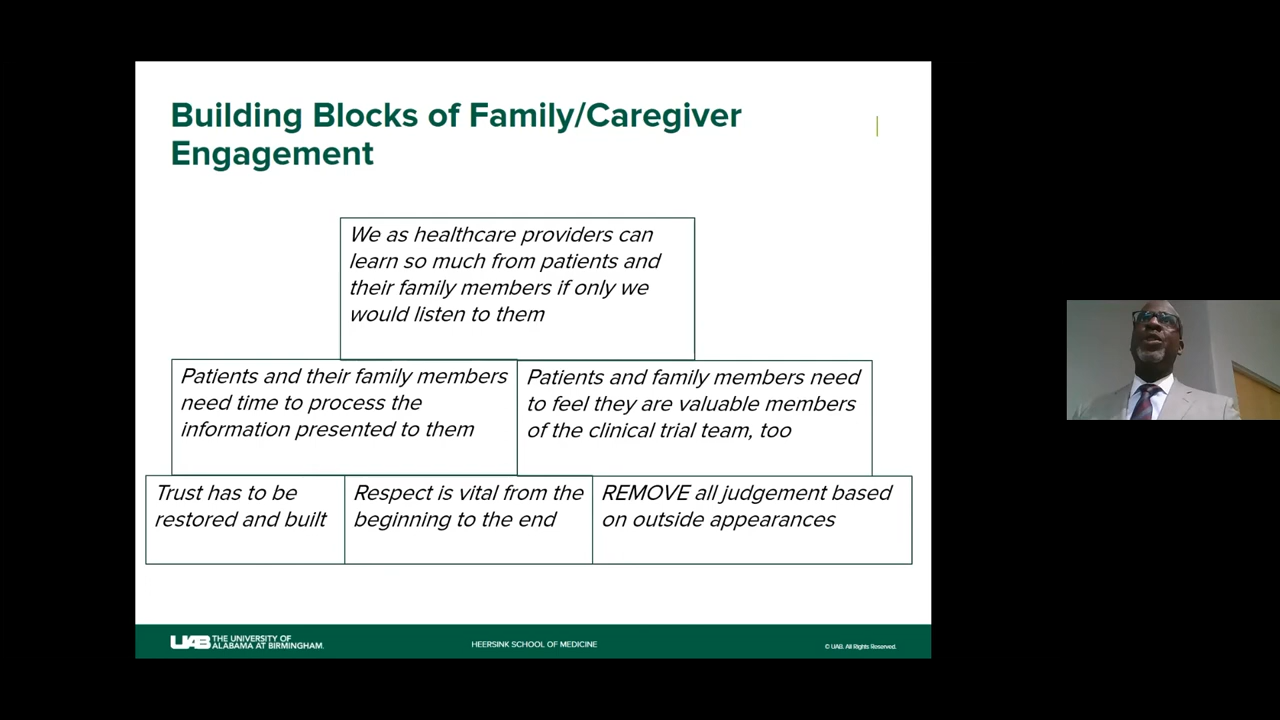 Building Blocks of Family/Caregiver
Engagement
We as healthcare providers can
learn so much from patients and
their family members if only we
would listen to them
Patients and their family members
need time to process the
information presented to them
Patients and family members need
to feel they are valuable members
of the clinical trial team, too
Trust has to be
restored and built
Respect is vital from the
beginning to the end
REMOVE all judgement based
on outside appearances
UAB THE UNIVERSITY OF
ALABAMA AT BIRMINGHAM.
HEERSINK SCHOOL OF MEDICINE
© UAB. All Rights Reserved.